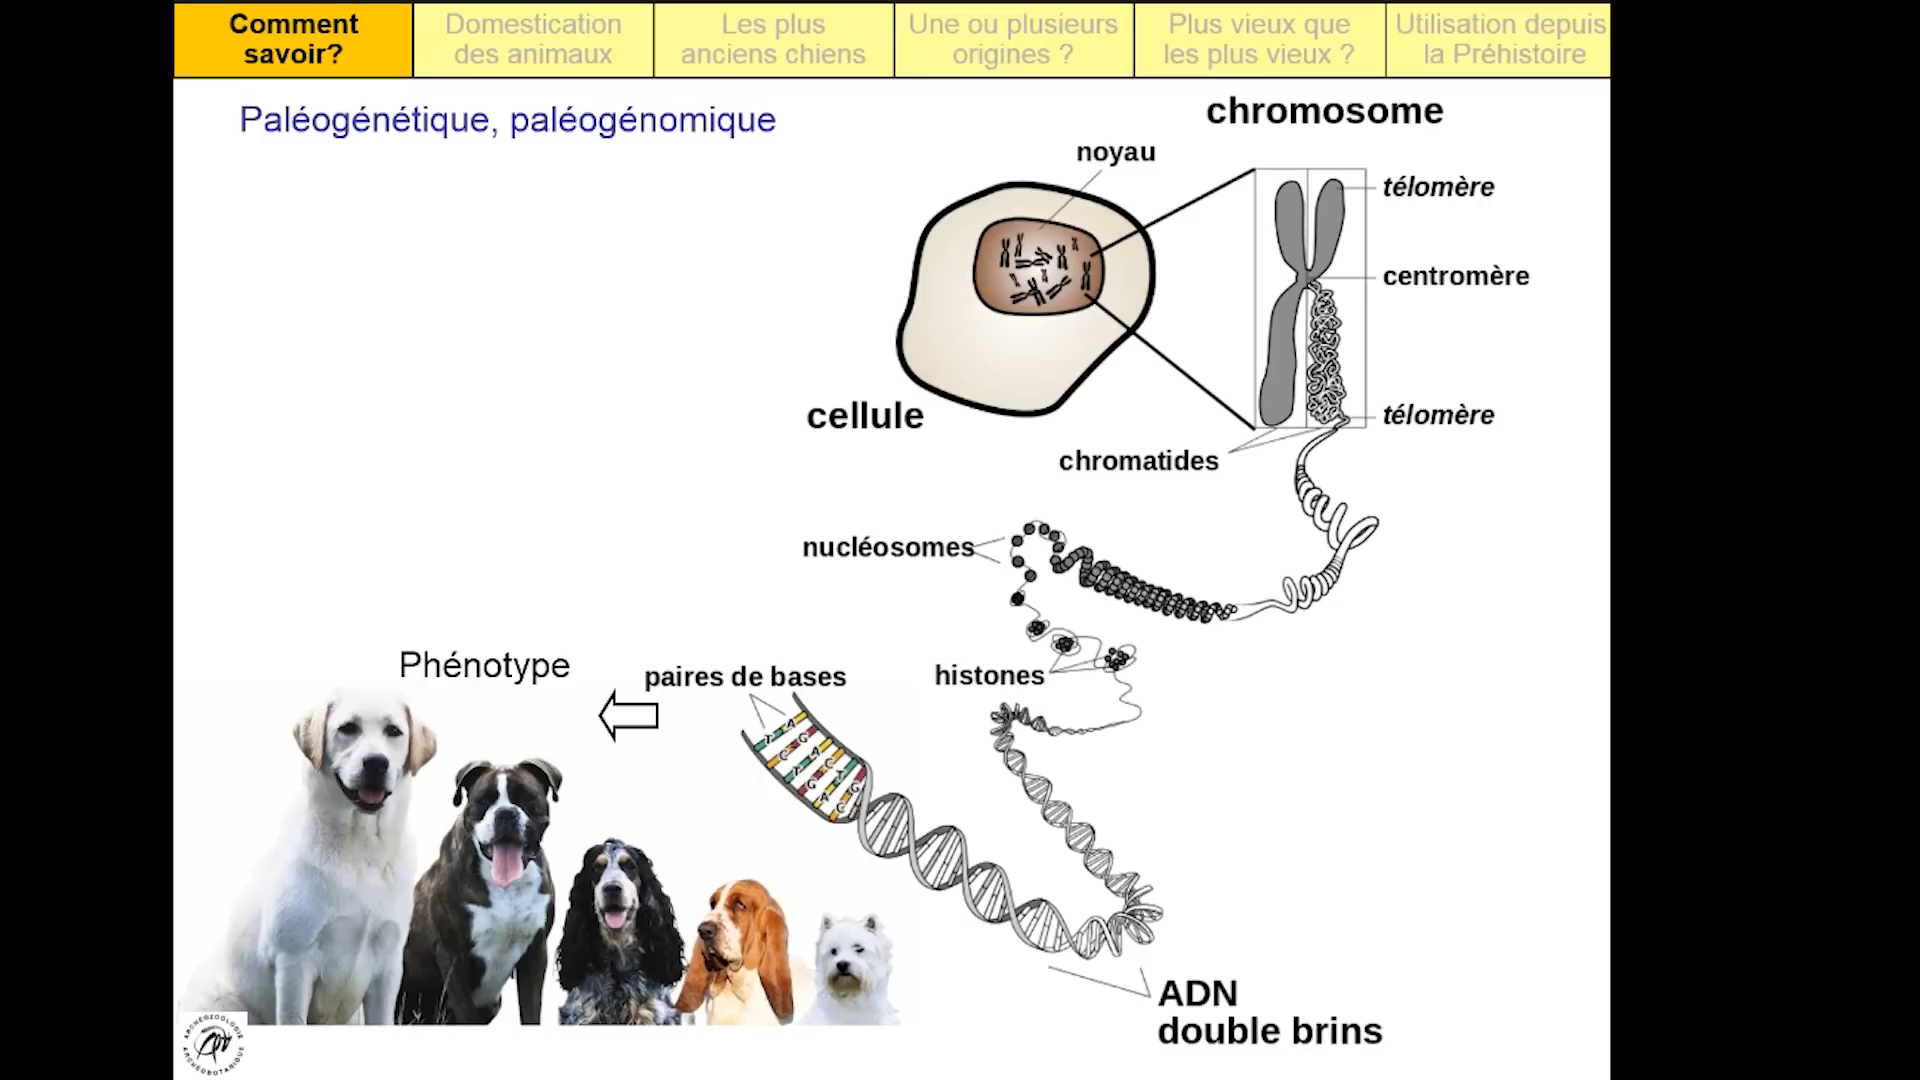 Comment
savoir?
Domestication
des animaux
Les plus
anciens chiens
Une ou plusieurs
origines ?
Plus vieux que
les plus vieux ?
Utilisation depuis
la Préhistoire
Paléogénétique, paléogénomique
chromosome
noyau
télomère
centromère
cellule
télomère
chromatides
nucléosomes
Phénotype
paires de bases
histones
A
T
G
C
A
T
C
G
T
A
G
C
ADN
double brins
ARCHÉOZOOLOGIE
ARCHÉOBOTANIQUE